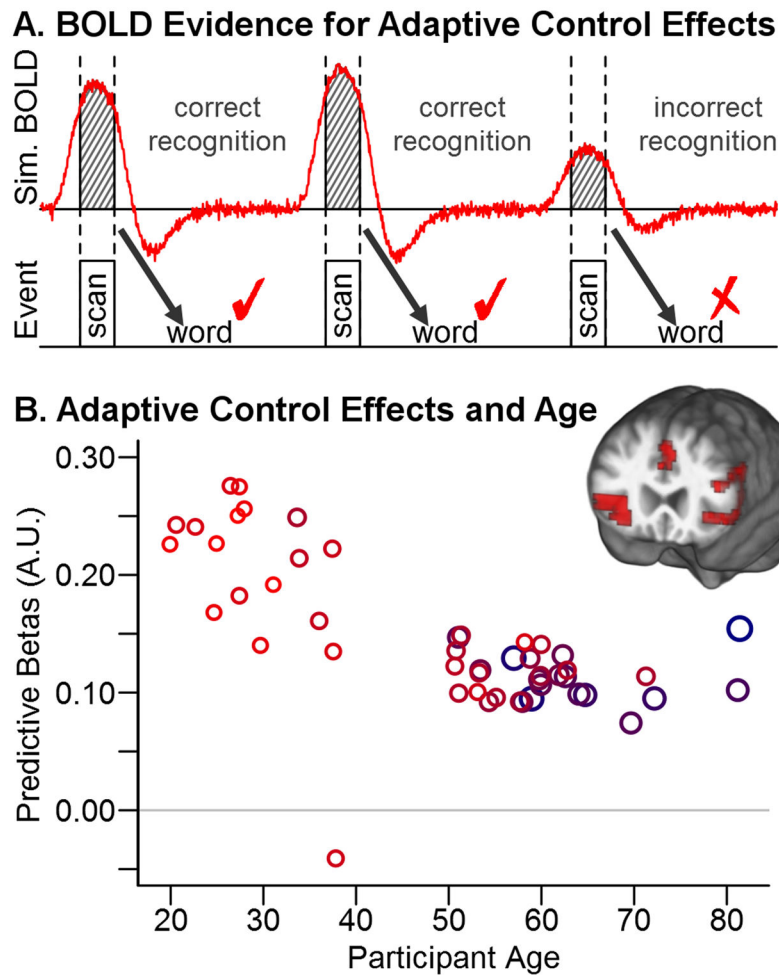 A. BOLD Evidence for Adaptive Control Effects
Sim. BOLD
correct
recognition
correct
recognition
incorrect
recognition
Event
scan
word
scan
word
scan
word
B. Adaptive Control Effects and Age
Predictive Betas (A.U.)
0.30
0.20
0.10
0.00
20 30 40 50 60 70 80
Participant Age